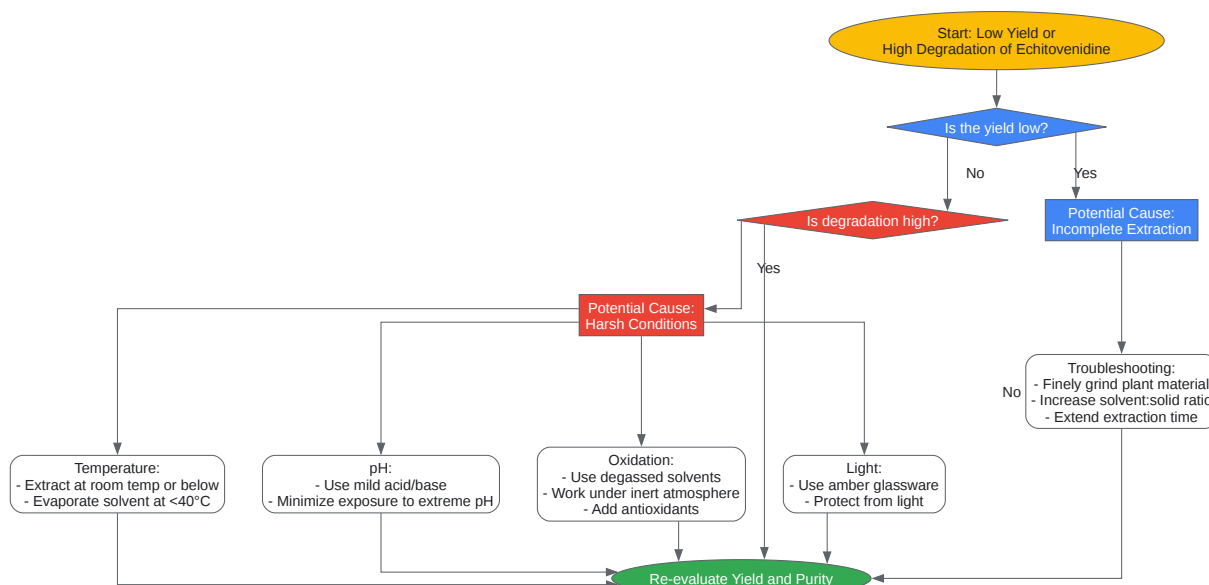 Start: Low Yield or
High Degradation of Echitovenidine
Is the yield low?
No
Yes
Is degradation high?
Potential Cause:
Incomplete Extraction
Yes
Potential Cause:
Harsh Conditions
Troubleshooting:
- Finely grind plant material
- Increase solvent:solid ratio
- Extend extraction time
No
Temperature:
- Extract at room temp or below
- Evaporate solvent at <40°C
pH:
- Use mild acid/base
- Minimize exposure to extreme pH
Oxidation:
- Use degassed solvents
- Work under inert atmosphere
- Add antioxidants
Light:
- Use amber glassware
- Protect from light
Re-evaluate Yield and Purity